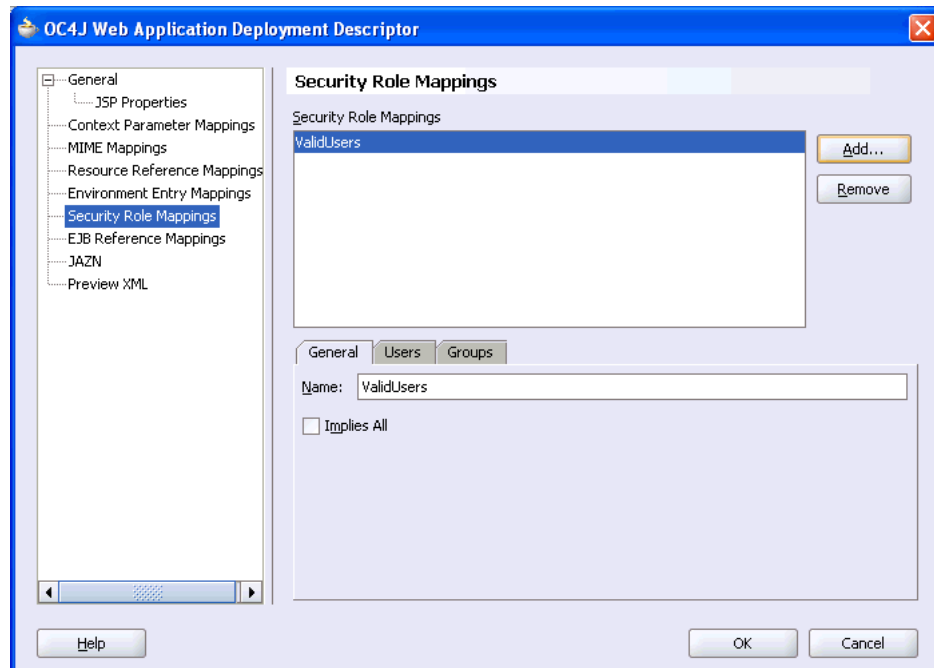 OC4J Web Application Deployment Descriptor
General
JSP Properties
Context Parameter Mappings
MIME Mappings
Resource Reference Mappings
Environment Entry Mappings
Security Role Mappings
EJB Reference Mappings
JAZN
Preview XML
Security Role Mappings
Security Role Mappings
ValidUsers
Add...
Remove
General
Users
Groups
Name: ValidUsers
Implies All
Help
OK
Cancel